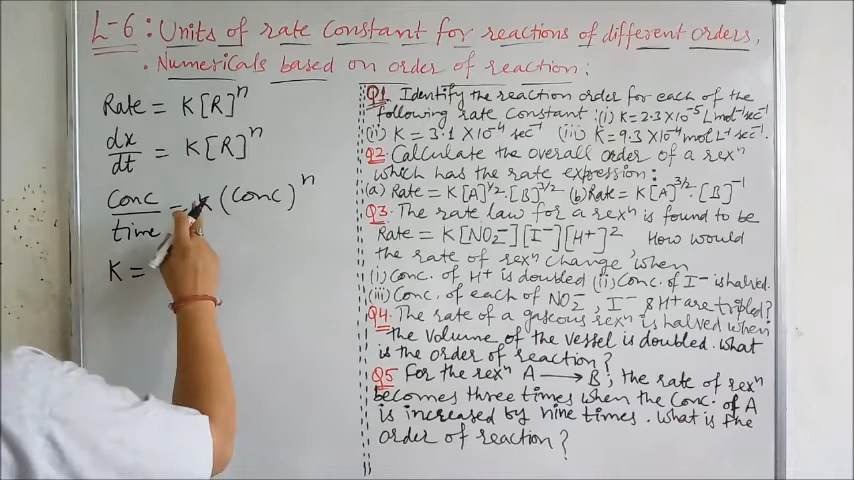 L-6: Units of rate constant for reactions of different orders,
. Numericals based on order of reaction:
Rate = K[R]^n
dx/dt = K[R]^n
Conc/time = K (Conc)^n
K =
Q1 Identify the reaction order for each of the
following rate constant: (i) K = 2.3 X 10^-5 L mol^-1 sec^-1
(ii) K = 3.1 X 10^-4 sec^-1 (iii) K = 9.3 X 10^-4 mol L^-1 sec^-1.
Q2. Calculate the overall order of a rex^n
which has the rate expression:
(a) Rate = K[A]^1/2 . [B]^3/2 (b) Rate = K[A]^3/2 . [B]^-1
Q3. The rate law for a rex^n is found to be
Rate = K[NO2^-][I^-][H^+]^2 How would
the rate of rex^n change, when
(i) Conc. of H^+ is doubled (ii) Conc. of I^- is halved.
(iii) Conc. of each of NO2^-, I^- & H^+ are tripled?
Q4. The rate of a gaseous rex^n is halved when
the volume of the vessel is doubled. What
is the order of reaction?
Q5 For the rex^n A → B; the rate of rex^n
becomes three times when the conc. of A
is increased by nine times. What is the
order of reaction?